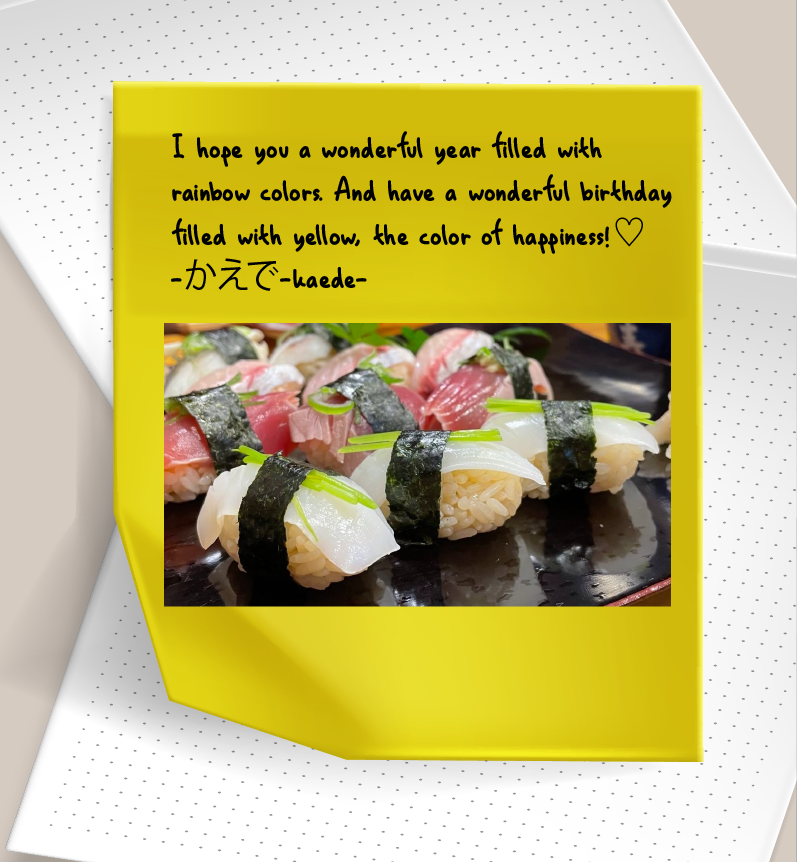 I hope you a wonderful year filled with
rainbow colors. And have a wonderful birthday
filled with yellow, the color of happiness!♡
-かえで-kaede-